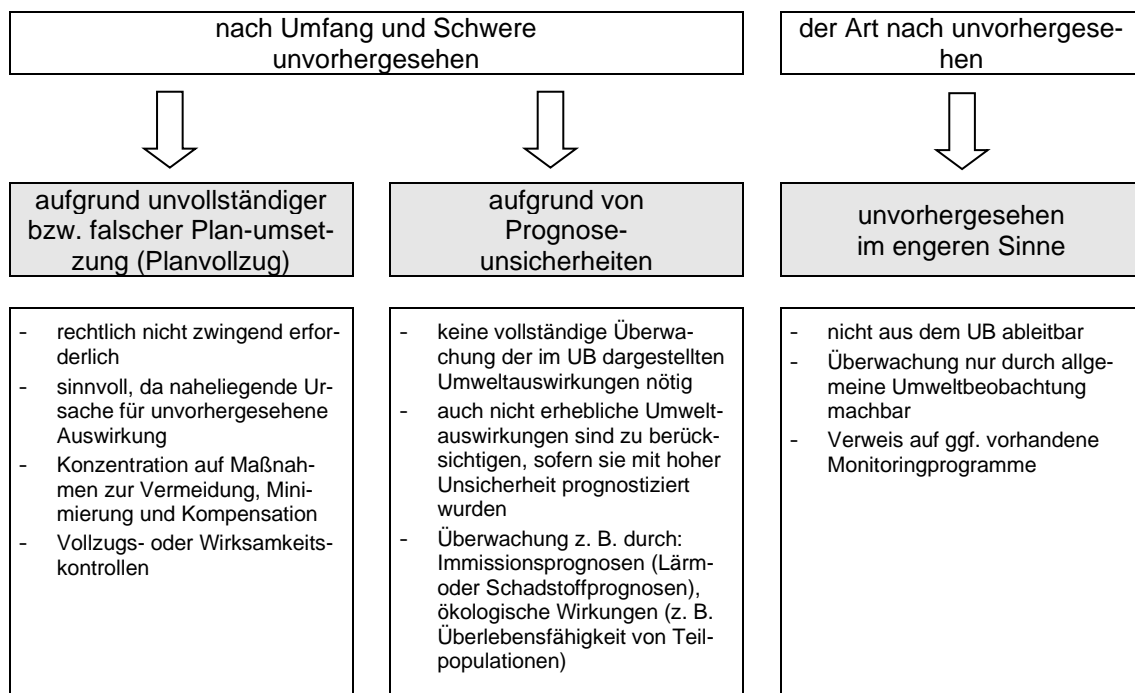 nach Umfang und Schwere
unvorhergesehen
der Art nach unvorhergese-
hen
aufgrund unvollständiger
bzw. falscher Plan-umset-
zung (Planvollzug)
aufgrund von
Prognose-
unsicherheiten
unvorhergesehen
im engeren Sinne
- rechtlich nicht zwingend erfor-
derlich
- sinnvoll, da naheliegende Ur-
sache für unvorhergesehene
Auswirkung
- Konzentration auf Maßnah-
men zur Vermeidung, Mini-
mierung und Kompensation
- Vollzugs- oder Wirksamkeits-
kontrollen
- keine vollständige Überwa-
chung der im UB dargestellten
Umweltauswirkungen nötig
- auch nicht erhebliche Umwelt-
auswirkungen sind zu berück-
sichtigen, sofern sie mit hoher
Unsicherheit prognostiziert
wurden
- Überwachung z. B. durch:
Immissionsprognosen (Lärm-
oder Schadstoffprognosen),
ökologische Wirkungen (z. B.
Überlebensfähigkeit von Teil-
populationen)
- nicht aus dem UB ableitbar
- Überwachung nur durch allge-
meine Umweltbeobachtung
machbar
- Verweis auf ggf. vorhandene
Monitoringprogramme